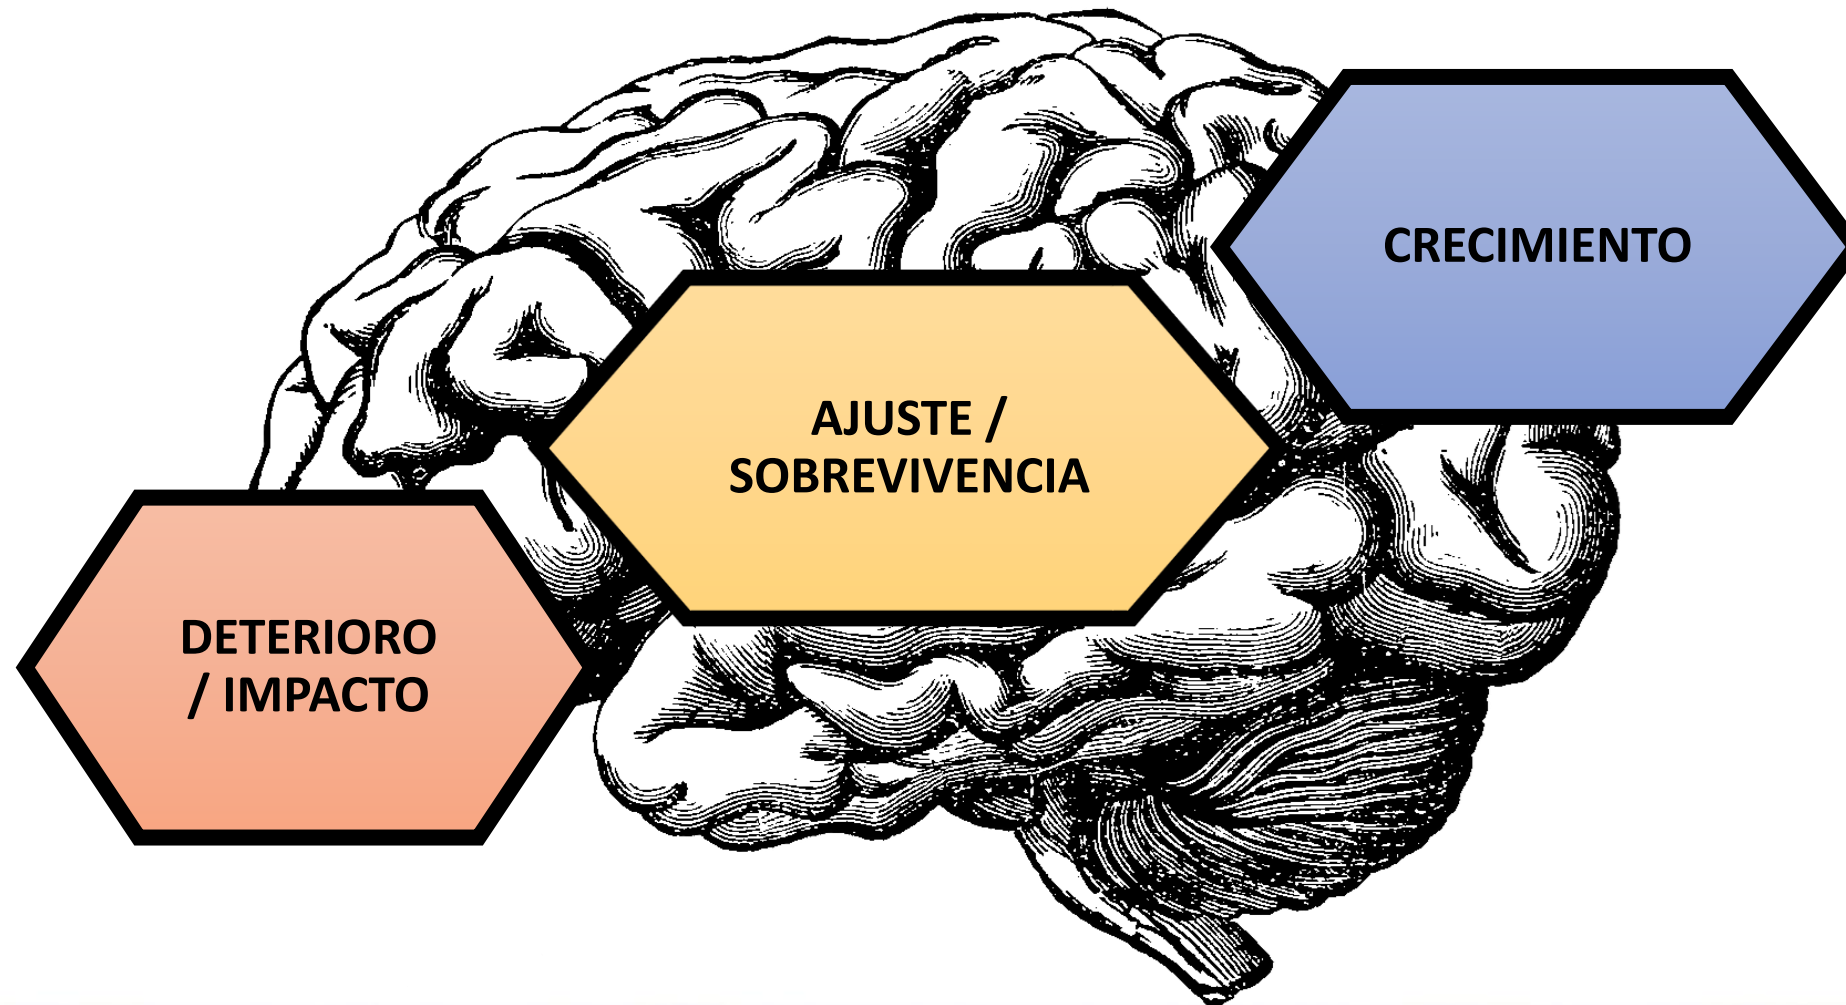 CRECIMIENTO
AJUSTE /
SOBREVIVENCIA
DETERIORO
/ IMPACTO